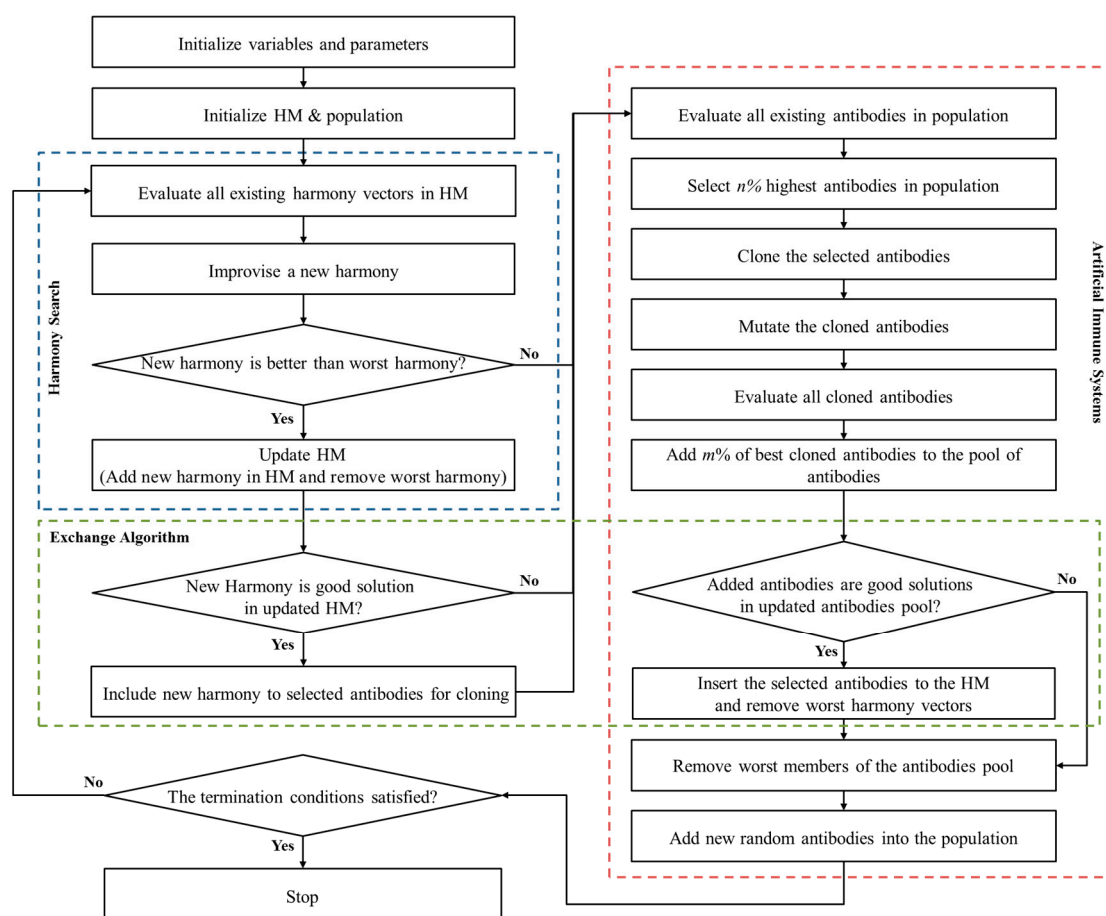 Initialize variables and parameters
Initialize HM & population
Harmony Search
Evaluate all existing harmony vectors in HM
Improvise a new harmony
New harmony is better than worst harmony?
No
Yes
Update HM
(Add new harmony in HM and remove worst harmony)
Exchange Algorithm
New Harmony is good solution
in updated HM?
No
Yes
Include new harmony to selected antibodies for cloning
Artificial Immune Systems
Evaluate all existing antibodies in population
Select n% highest antibodies in population
Clone the selected antibodies
Mutate the cloned antibodies
Evaluate all cloned antibodies
Add m% of best cloned antibodies to the pool of
antibodies
Added antibodies are good solutions
in updated antibodies pool?
No
Yes
Insert the selected antibodies to the HM
and remove worst harmony vectors
Remove worst members of the antibodies pool
Add new random antibodies into the population
No
The termination conditions satisfied?
Yes
Stop